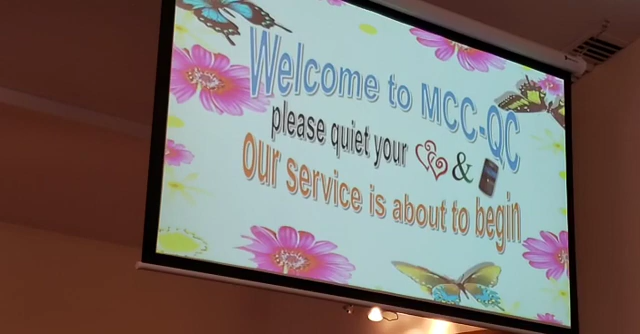 Welcome to MCC-QC
please quiet your &
our service is about to begin